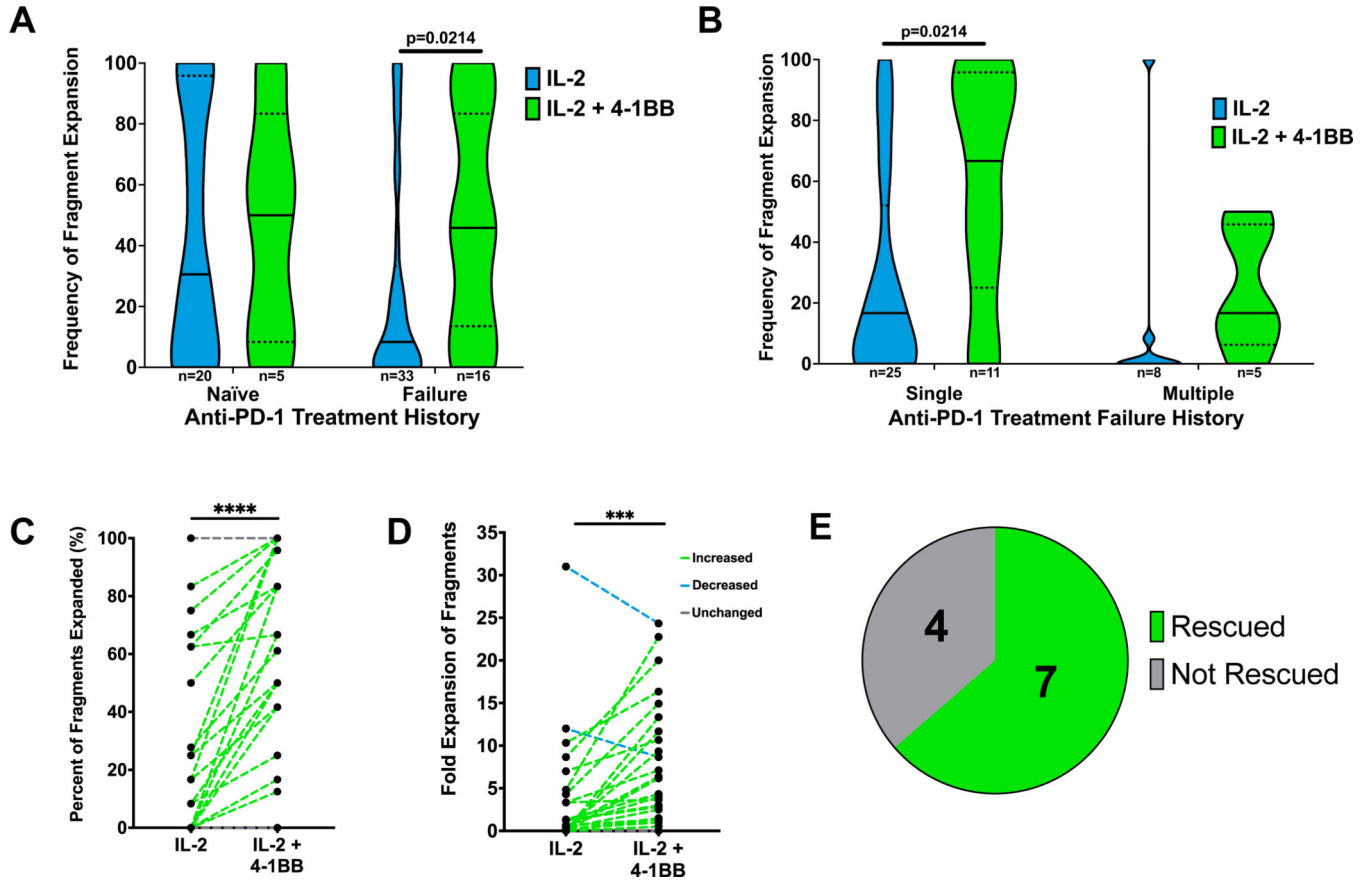 A
p=0.0214
Frequency of Fragment Expansion
100
80
60
40
20
0
IL-2
IL-2 + 4-1BB
n=20
n=5
n=33
n=16
Naïve
Failure
Anti-PD-1 Treatment History
B
p=0.0214
Frequency of Fragment Expansion
100
80
60
40
20
0
IL-2
IL-2 + 4-1BB
n=25
n=11
n=8
n=5
Single
Multiple
Anti-PD-1 Treatment Failure History
C
****
Percent of Fragments Expanded (%)
100
80
60
40
20
0
IL-2
IL-2 +
4-1BB
D
***
Fold Expansion of Fragments
35
30
25
20
15
10
5
0
Increased
Decreased
Unchanged
IL-2
IL-2 +
4-1BB
E
4
7
Rescued
Not Rescued